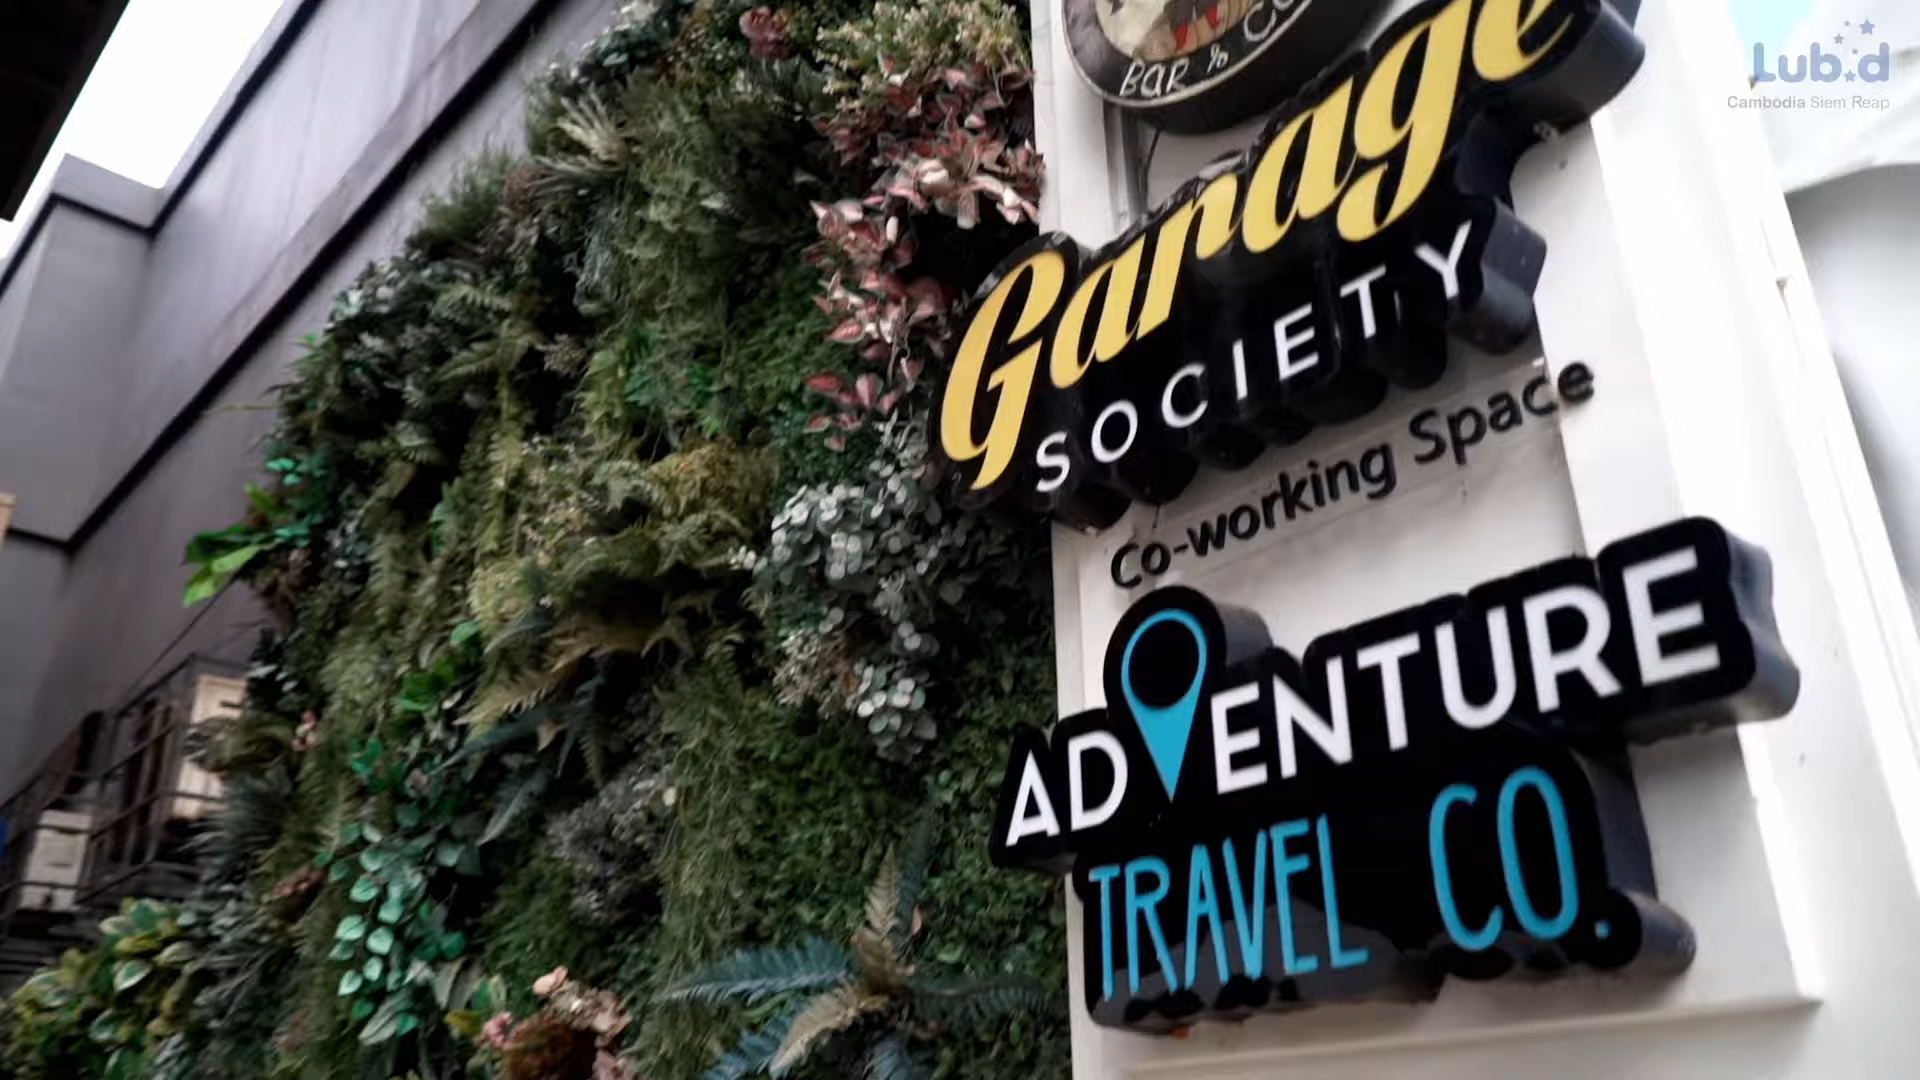 Lub d
Cambodia Siem Reap
BAR &
Garage
SOCIETY
Co-working Space
ADVENTURE
TRAVEL CO.